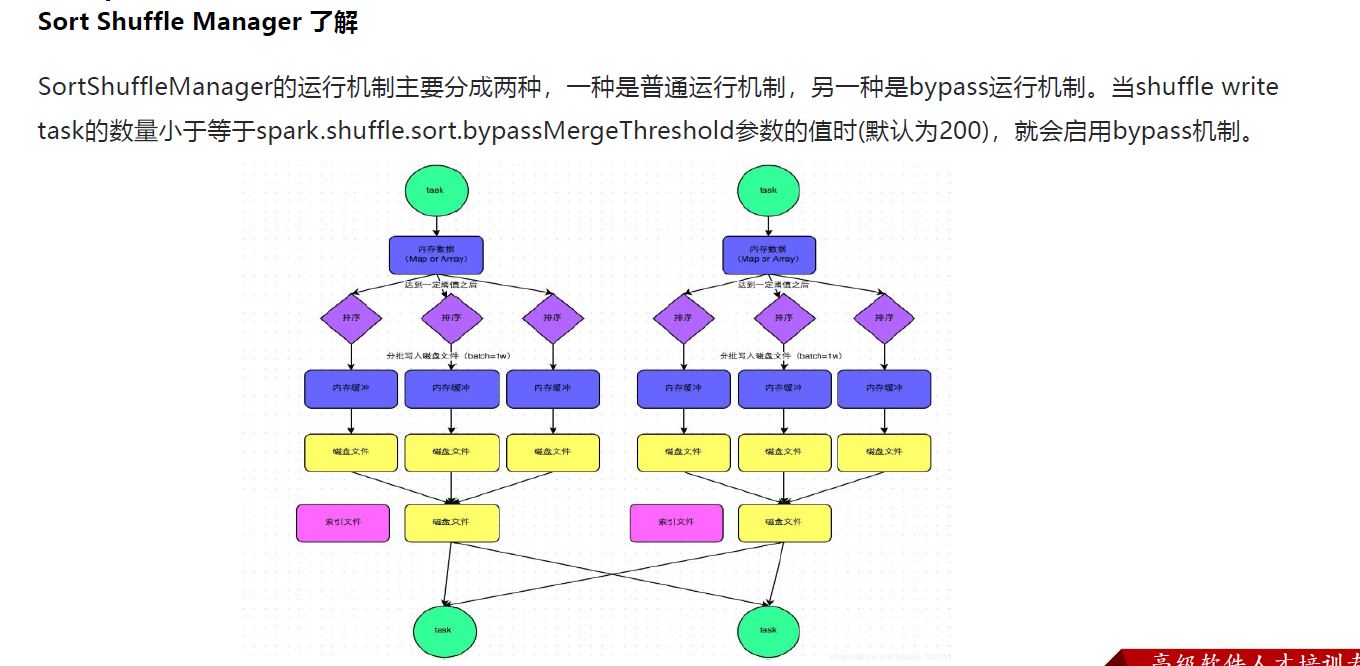 Sort Shuffle Manager 了解
SortShuffleManager的运行机制主要分成两种，一种是普通运行机制，另一种是bypass运行机制。当shuffle write
task的数量小于等于spark.shuffle.sort.bypassMergeThreshold参数的值时(默认为200)，就会启用bypass机制。
task task
内存数据 内存数据
(Map or Array) (Map or Array)
达到一定阈值之后 达到一定阈值之后
排序 排序 排序 排序 排序 排序
分批写入磁盘文件（batch=1w） 分批写入磁盘文件（batch=1w）
内存缓冲 内存缓冲 内存缓冲 内存缓冲 内存缓冲 内存缓冲
磁盘文件 磁盘文件 磁盘文件 磁盘文件 磁盘文件 磁盘文件
索引文件 磁盘文件 索引文件 磁盘文件
task task
高级软件人才培训